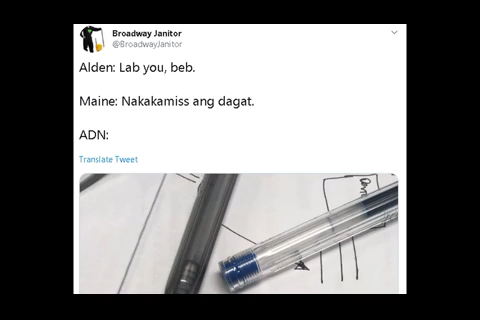 Broadway Janitor
@BroadwayJanitor
Alden: Lab you, beb.
Maine: Nakakamiss ang dagat.
ADN:
Translate Tweet